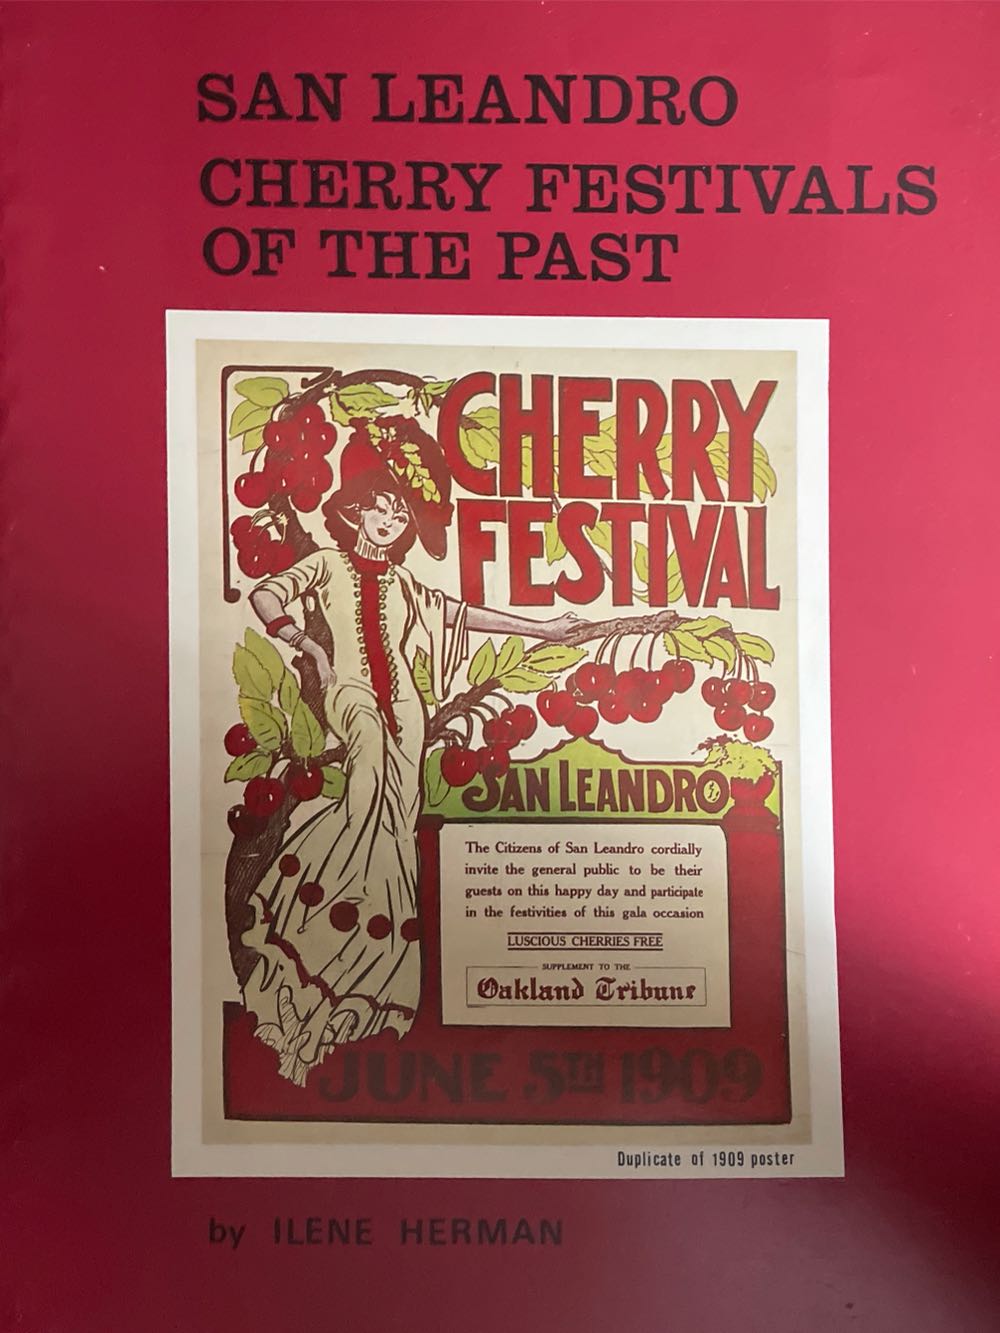 SAN LEANDRO
CHERRY FESTIVALS
OF THE PAST
CHERRY
FESTIVAL
SAN LEANDRO
The Citizens of San Leandro cordially
invite the general public to be their
guests on this happy day and participate
in the festivities of this gala occasion
LUSCIOUS CHERRIES FREE
SUPPLEMENT TO THE
Oakland Tribune
JUNE 5TH 1909
Duplicate of 1909 poster
by ILENE HERMAN